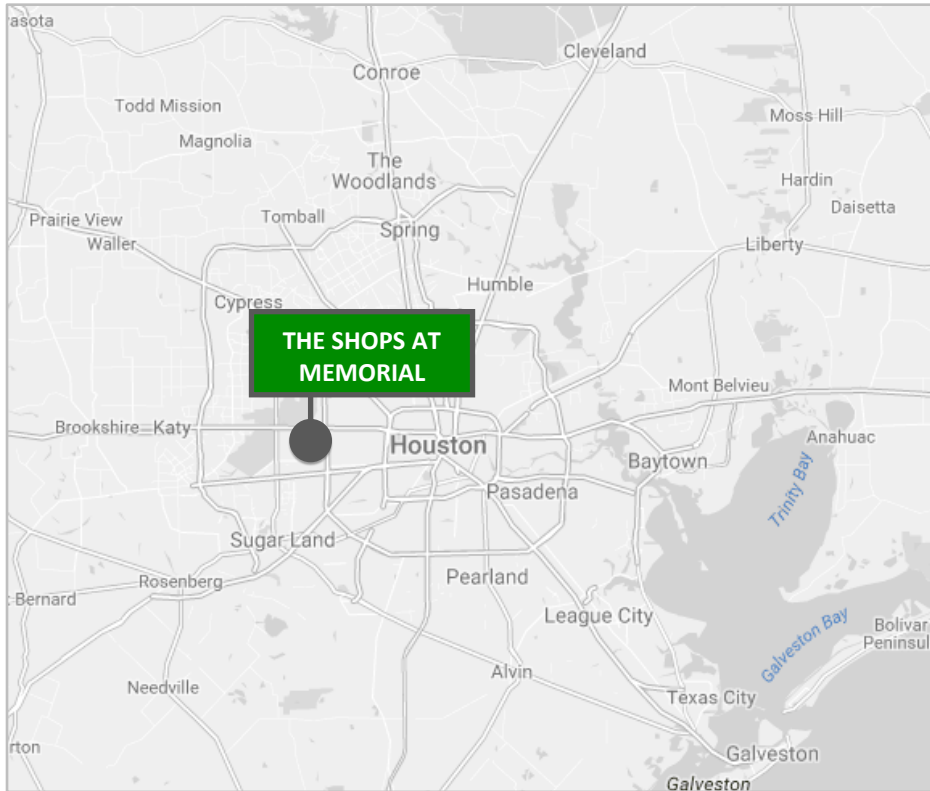 rasota
Cleveland
Conroe
Todd Mission
Moss Hill
Magnolia
The
Woodlands
Hardin
Daisetta
Prairie View
Tomball
Spring
Waller
Liberty
Humble
Cypress
THE SHOPS AT
MEMORIAL
Mont Belvieu
Brookshire
Katy
Houston
Anahuac
Baytown
Trinity Bay
Pasadena
Sugar Land
Rosenberg
Pearland
t Bernard
League City
Galveston Bay
Bolivar
Peninsul
Alvin
Needville
Texas City
rton
Galveston
Galveston